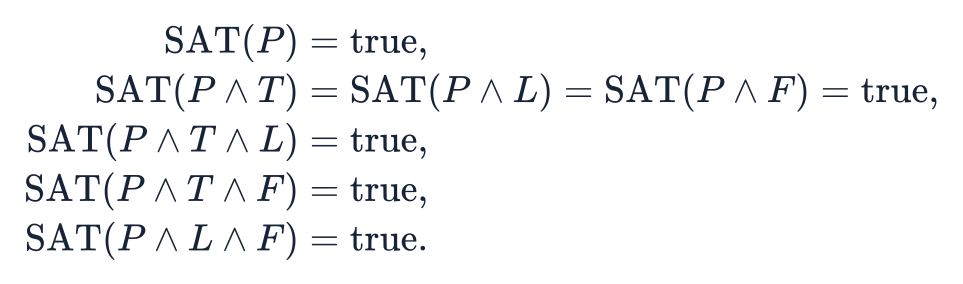 SAT(P) = true,
SAT(P ∧ T) = SAT(P ∧ L) = SAT(P ∧ F) = true,
SAT(P ∧ T ∧ L) = true,
SAT(P ∧ T ∧ F) = true,
SAT(P ∧ L ∧ F) = true.